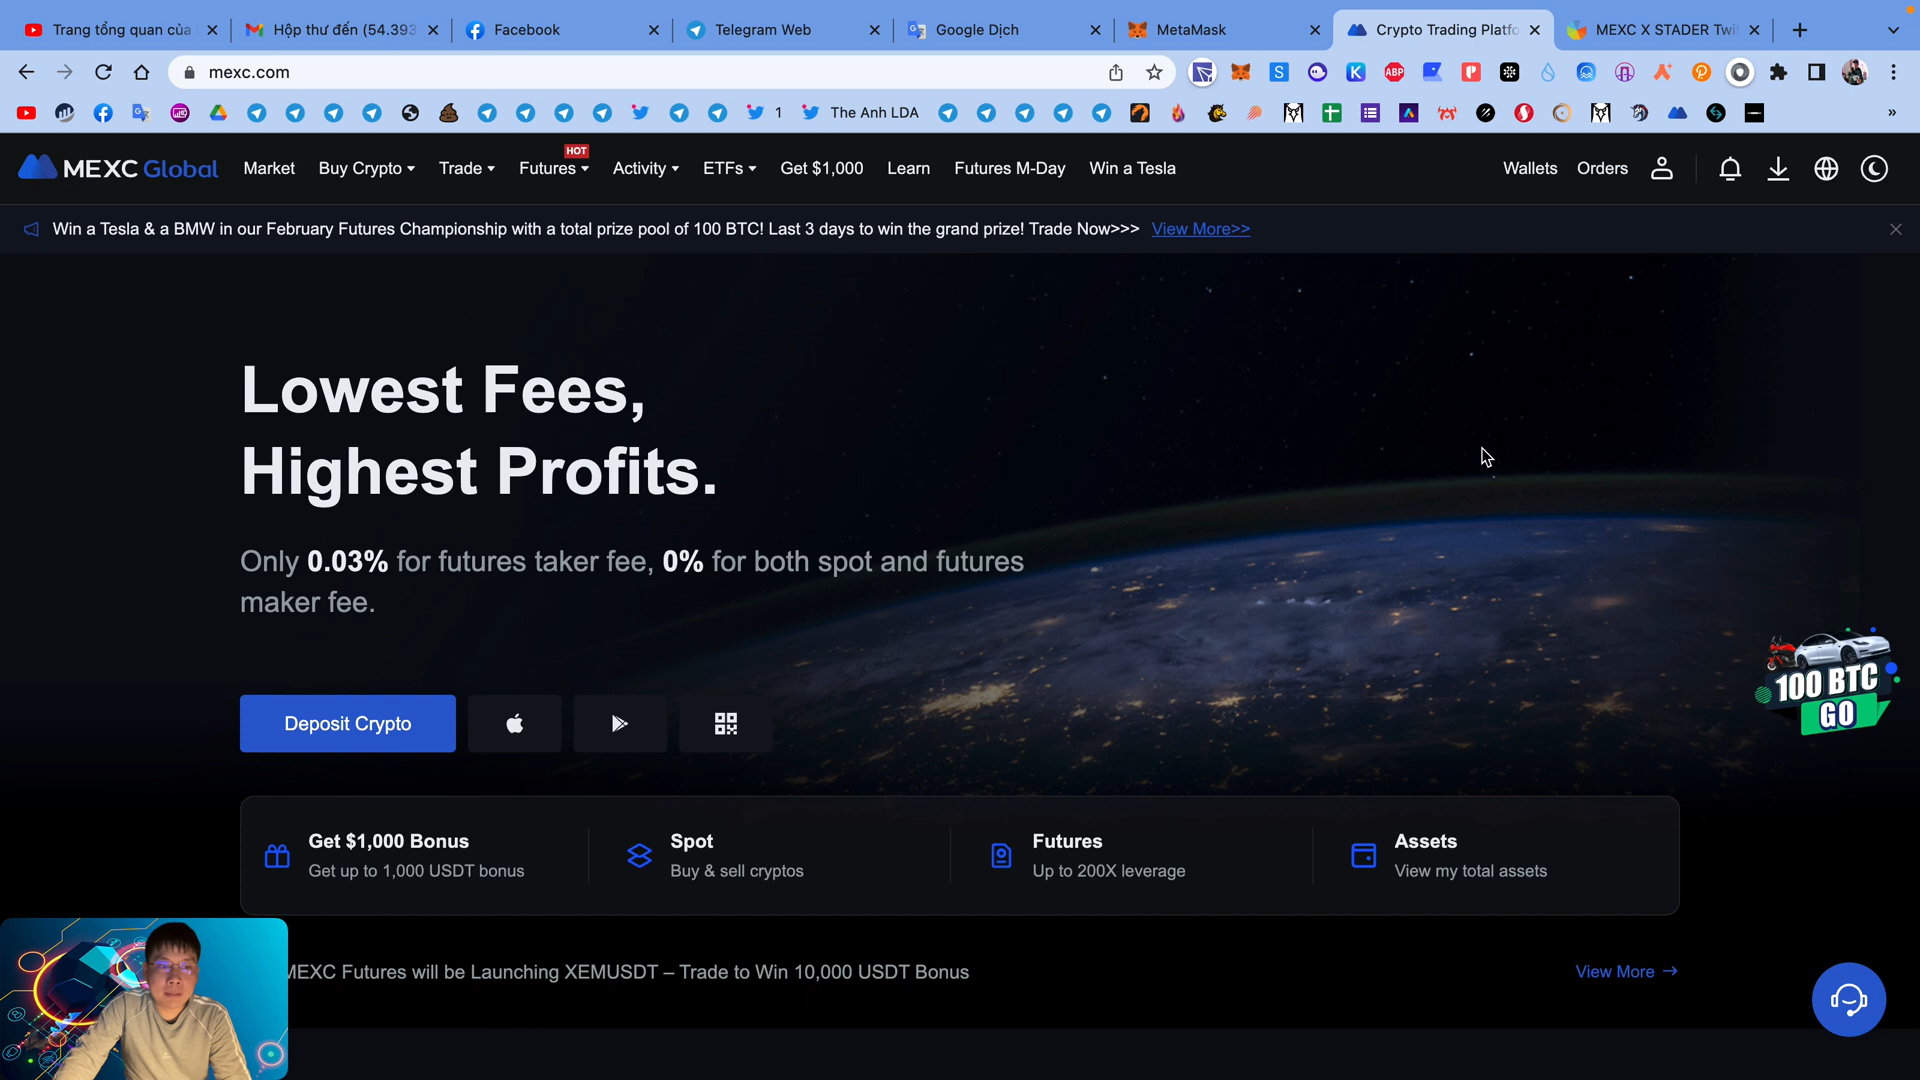 Trang tổng quan của
Hộp thư đến (54.393
Facebook
Telegram Web
Google Dịch
MetaMask
Crypto Trading Platfo
MEXC X STADER Twi
mexc.com
ABP
1
The Anh LDA
MEXC Global
Market
Buy Crypto
Trade
Futures
HOT
Activity
ETFs
Get $1,000
Learn
Futures M-Day
Win a Tesla
Wallets
Orders
Win a Tesla & a BMW in our February Futures Championship with a total prize pool of 100 BTC! Last 3 days to win the grand prize! Trade Now>>> View More>>
Lowest Fees,
Highest Profits.
Only 0.03% for futures taker fee, 0% for both spot and futures
maker fee.
100 BTC
GO
Deposit Crypto
Get $1,000 Bonus
Get up to 1,000 USDT bonus
Spot
Buy & sell cryptos
Futures
Up to 200X leverage
Assets
View my total assets
MEXC Futures will be Launching XEMUSDT – Trade to Win 10,000 USDT Bonus
View More